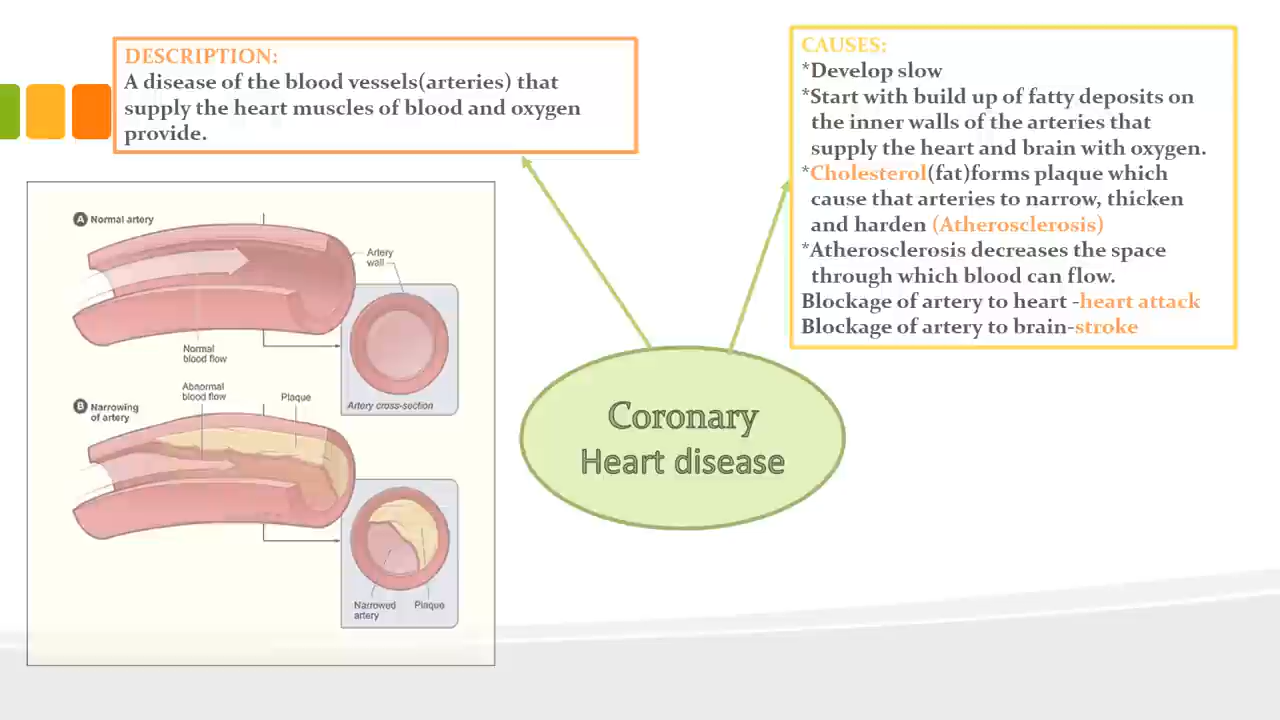 DESCRIPTION:
A disease of the blood vessels(arteries) that
supply the heart muscles of blood and oxygen
provide.
CAUSES:
*Develop slow
*Start with build up of fatty deposits on
the inner walls of the arteries that
supply the heart and brain with oxygen.
*Cholesterol(fat)forms plaque which
cause that arteries to narrow, thicken
and harden (Atherosclerosis)
*Atherosclerosis decreases the space
through which blood can flow.
Blockage of artery to heart -heart attack
Blockage of artery to brain-stroke
A Normal artery
Artery
wall
Normal
blood flow
Artery cross-section
Abnormal
blood flow
Plaque
B Narrowing
of artery
Narrowed
artery
Plaque
Coronary
Heart disease